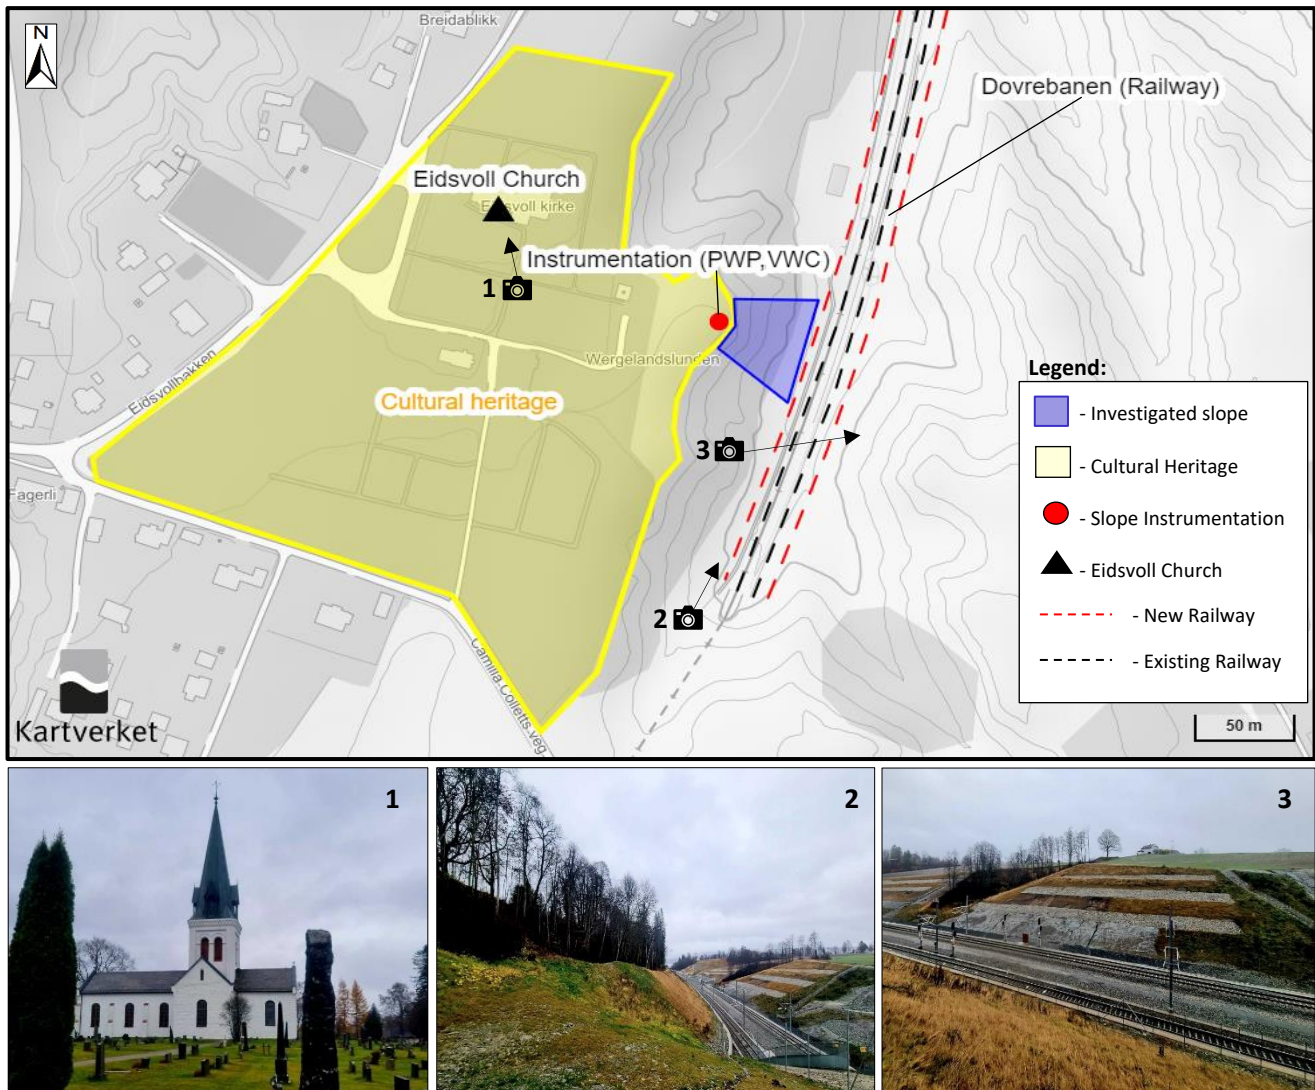 N
Breidablikk
Dovrebanen (Railway)
Eidsvoll Church
Eidsvoll kirke
Instrumentation (PWP,VWC)
1
Wergelandslunden
Eidsvollbakken
Cultural heritage
3
Fagerli
2
Camilla Colletts veg
Kartverket
Legend:
- Investigated slope
- Cultural Heritage
- Slope Instrumentation
- Eidsvoll Church
- New Railway
- Existing Railway
50 m
1
2
3